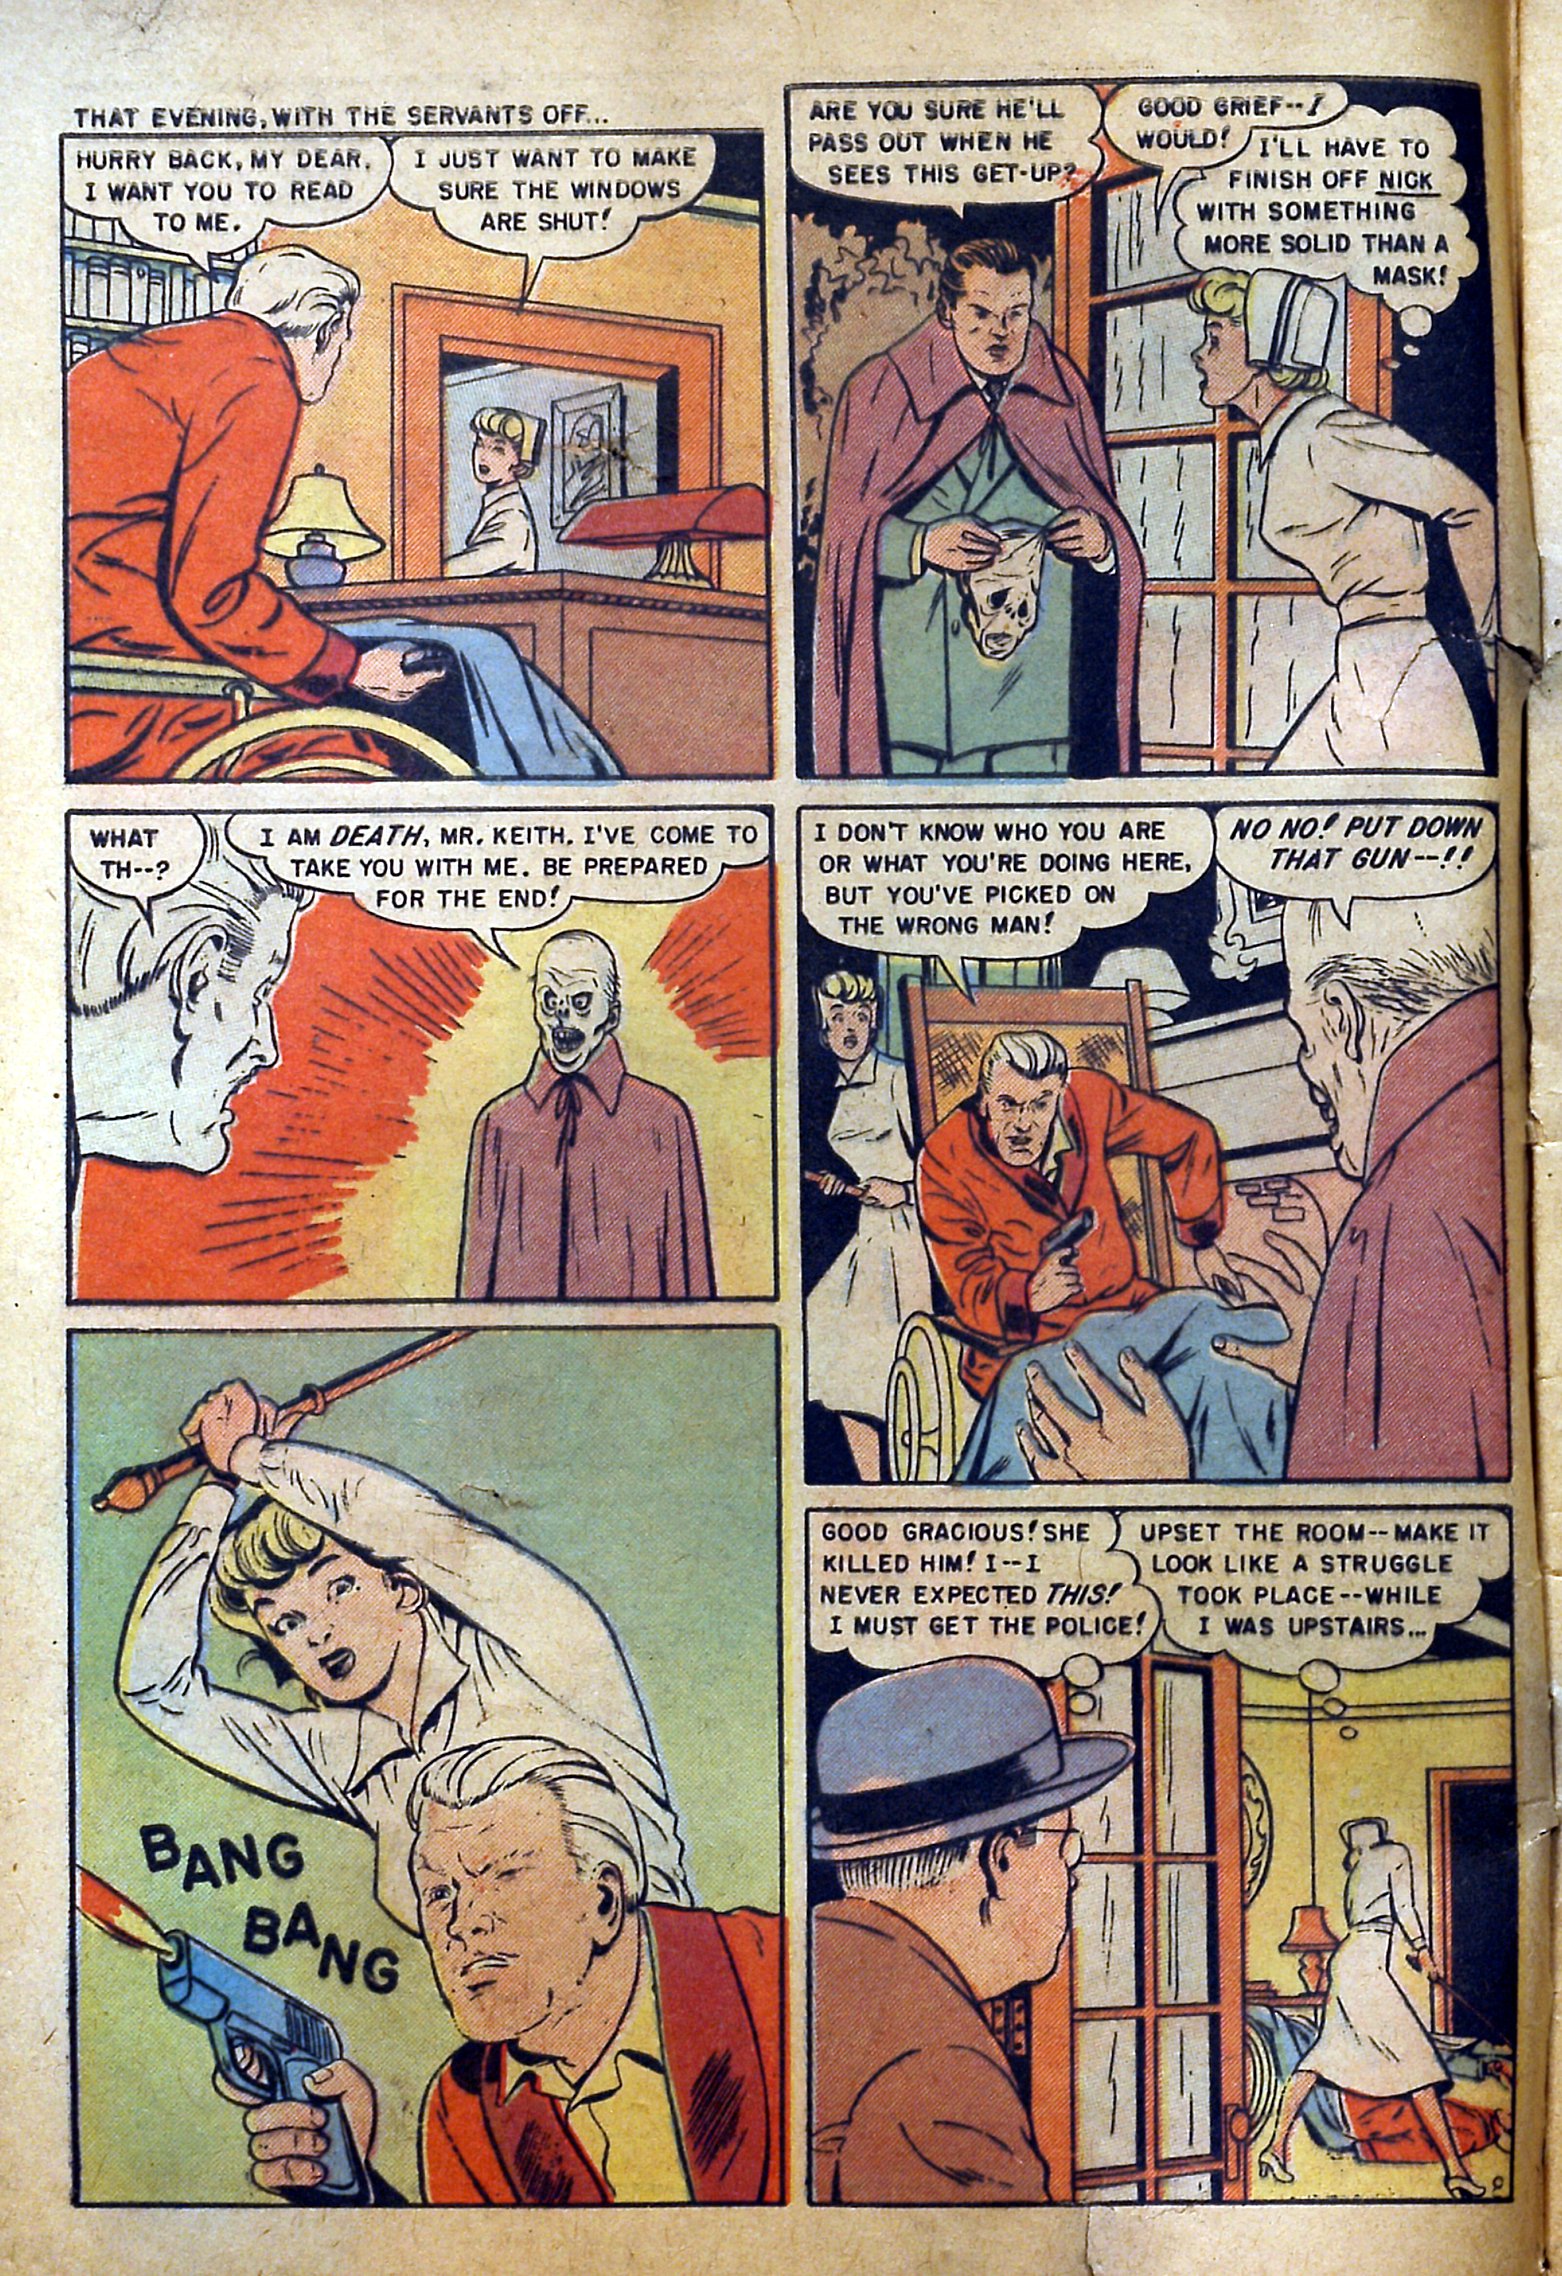 THAT EVENING, WITH THE SERVANTS OFF...
HURRY BACK, MY DEAR.
I WANT YOU TO READ
TO ME.
I JUST WANT TO MAKE
SURE THE WINDOWS
ARE SHUT!
ARE YOU SURE HE'LL
PASS OUT WHEN HE
SEES THIS GET-UP?
GOOD GRIEF--I
WOULD!
I'LL HAVE TO
FINISH OFF NICK
WITH SOMETHING
MORE SOLID THAN A
MASK!
WHAT
TH--?
I AM DEATH, MR. KEITH. I'VE COME TO
TAKE YOU WITH ME. BE PREPARED
FOR THE END!
I DON'T KNOW WHO YOU ARE
OR WHAT YOU'RE DOING HERE,
BUT YOU'VE PICKED ON
THE WRONG MAN!
NO NO! PUT DOWN
THAT GUN--!!
BANG
BANG
GOOD GRACIOUS! SHE
KILLED HIM! I--I
NEVER EXPECTED THIS!
I MUST GET THE POLICE!
UPSET THE ROOM--MAKE IT
LOOK LIKE A STRUGGLE
TOOK PLACE--WHILE
I WAS UPSTAIRS...